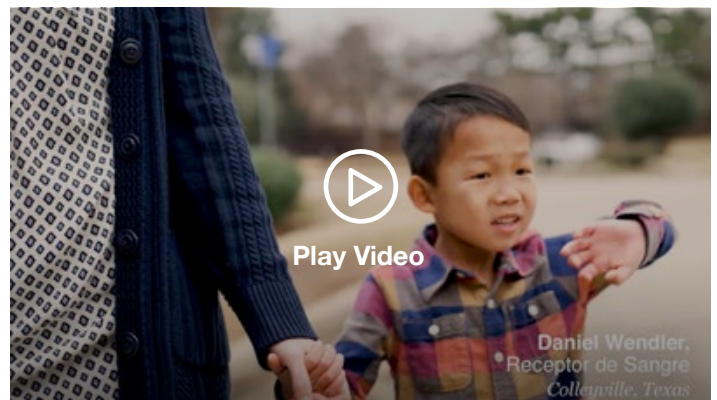 Play Video
Daniel Wendler,
Receptor de Sangre
Colleyville, Texas